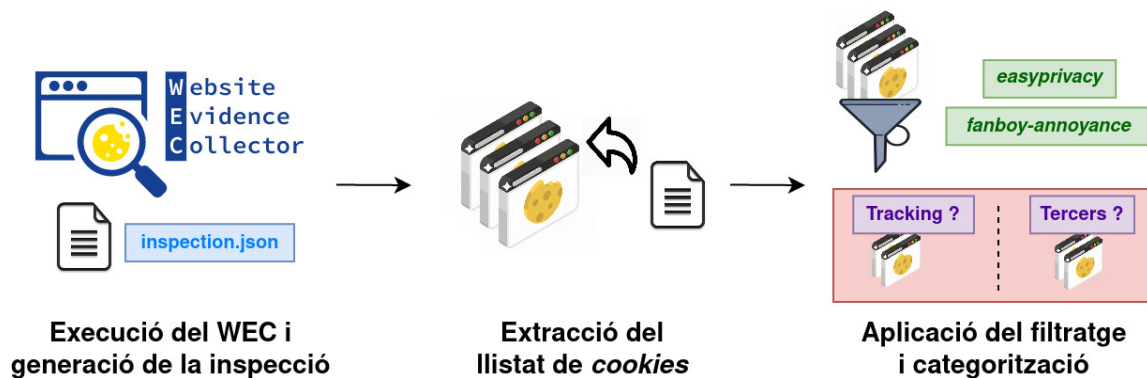 Website
Evidence
Collector
inspection.json
Execució del WEC i
generació de la inspecció
Extracció del
llistat de cookies
easyprivacy
fanboy-annoyance
Tracking ?
Tercers ?
Aplicació del filtratge
i categorització